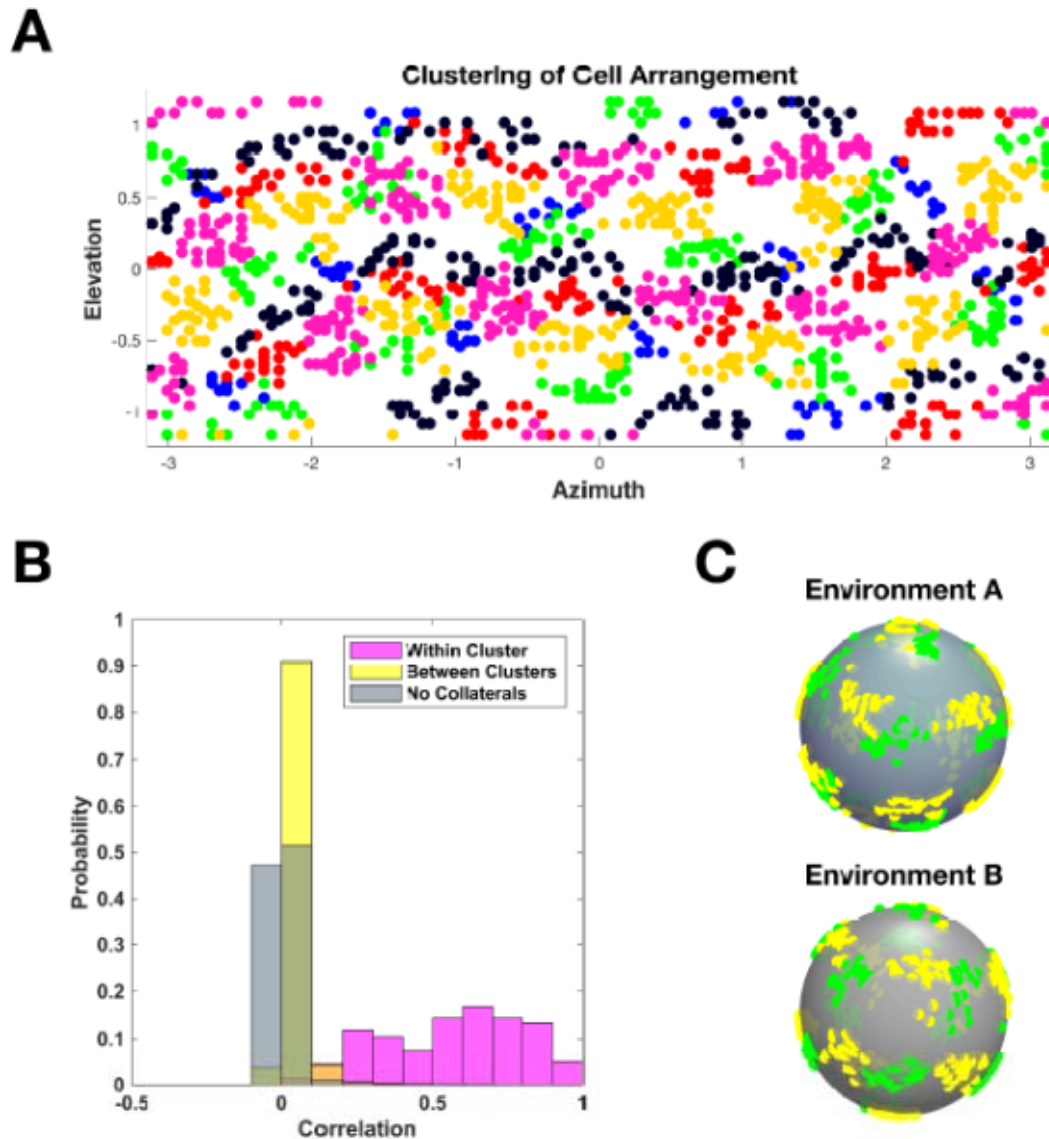 A
Clustering of Cell Arrangement
1
0.5
0
-0.5
-1
Elevation
-3 -2 -1 0 1 2 3
Azimuth
B
1
0.9
0.8
0.7
0.6
0.5
0.4
0.3
0.2
0.1
0
Probability
Within Cluster
Between Clusters
No Collaterals
-0.5 0 0.5 1
Correlation
C
Environment A
Environment B